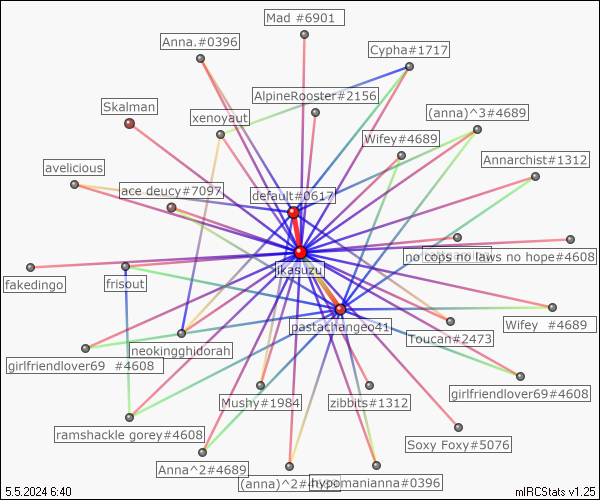 Mad #6901
Anna.#0396
Cypha#1717
AlpineRooster#2156
Skalman
xenoyaut
(anna)^3#4689
Wifey#4689
Annarchist#1312
avelicious
ace deucy#7097
default#0617
no cops no laws no hope#4608
ikasuzu
fakedingo
frisout
pastachangeo41
Wifey   #4689
Toucan#2473
neokingghidorah
girlfriendlover69   #4608
girlfriendlover69#4608
Mushy#1984
zibbits#1312
ramshackle gorey#4608
Soxy Foxy#5076
Anna^2#4689
(anna)^2#4689
hypomanianna#0396
5.5.2024 6:40
mIRCStats v1.25